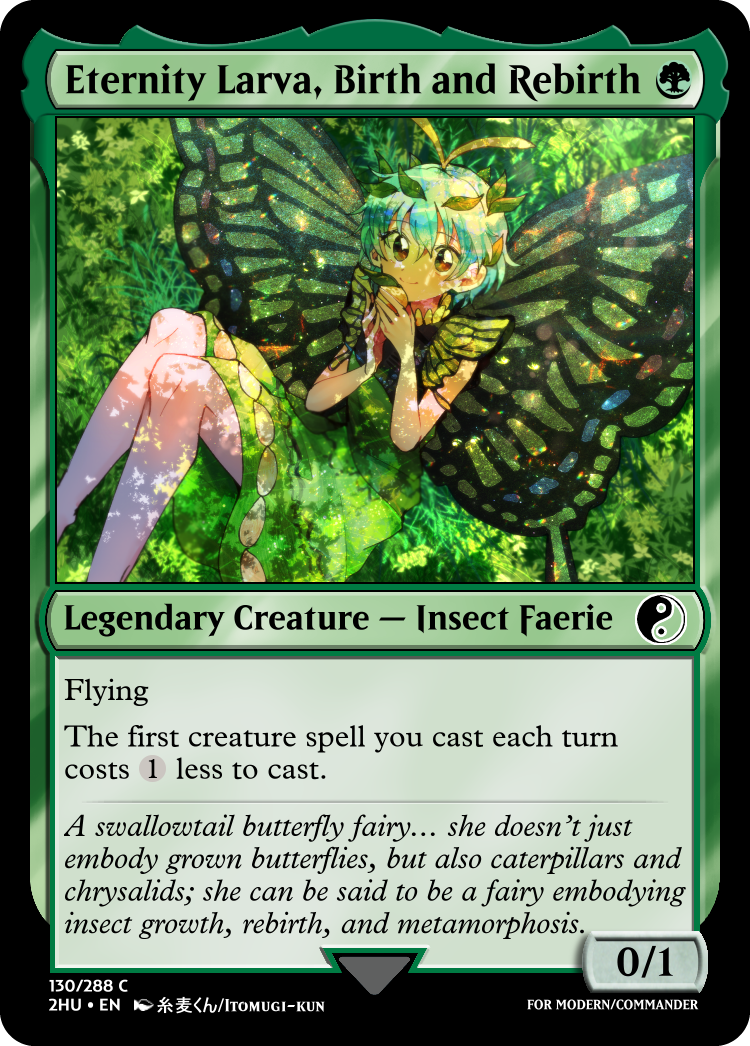 Eternity Larva, Birth and Rebirth
Legendary Creature — Insect Faerie
Flying
The first creature spell you cast each turn
costs 1 less to cast.
A swallowtail butterfly fairy... she doesn't just
embody grown butterflies, but also caterpillars and
chrysalids; she can be said to be a fairy embodying
insect growth, rebirth, and metamorphosis.
0/1
130/288 C
2HU • EN 糸麦くん/Itomugi-kun
FOR MODERN/COMMANDER